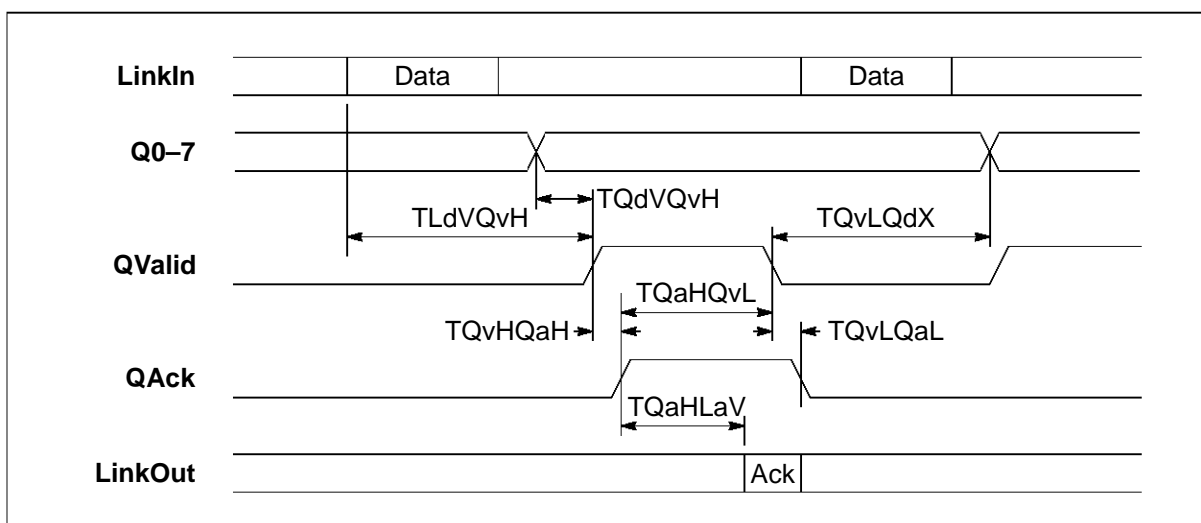 LinkIn Data Data
Q0–7
TQdVQvH
TLdVQvH TQvLQdX
QValid
TQaHQvL
TQvHQaH TQvLQaL
QAck
TQaHLaV
LinkOut Ack